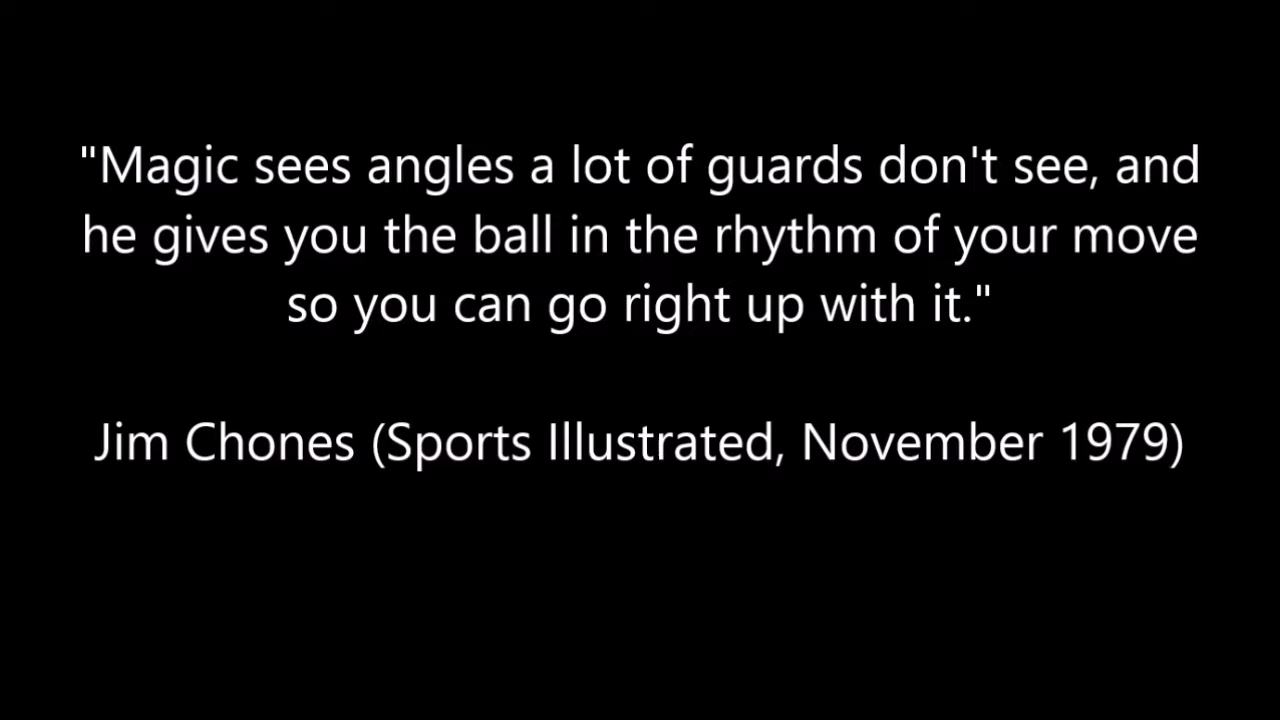 "Magic sees angles a lot of guards don't see, and
he gives you the ball in the rhythm of your move
so you can go right up with it."
Jim Chones (Sports Illustrated, November 1979)